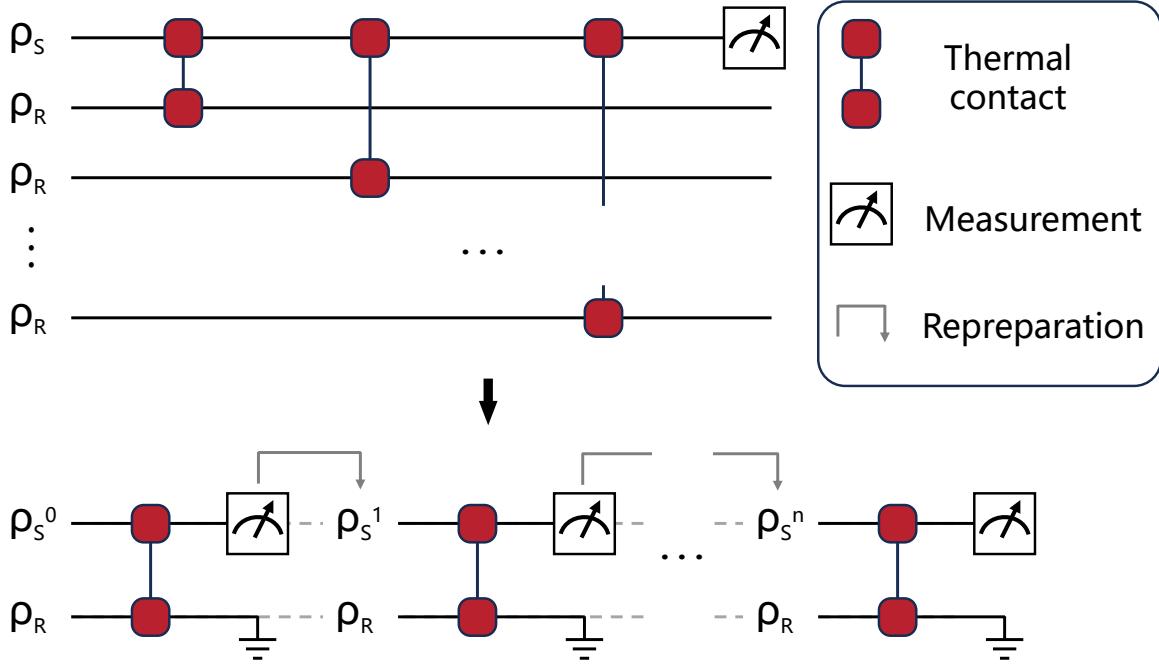 ρS
ρR
ρR
⋮
ρR
...
Thermal
contact
Measurement
Repreparation
ρS⁰ ρS¹ ρSⁿ
...
ρR ρR ρR